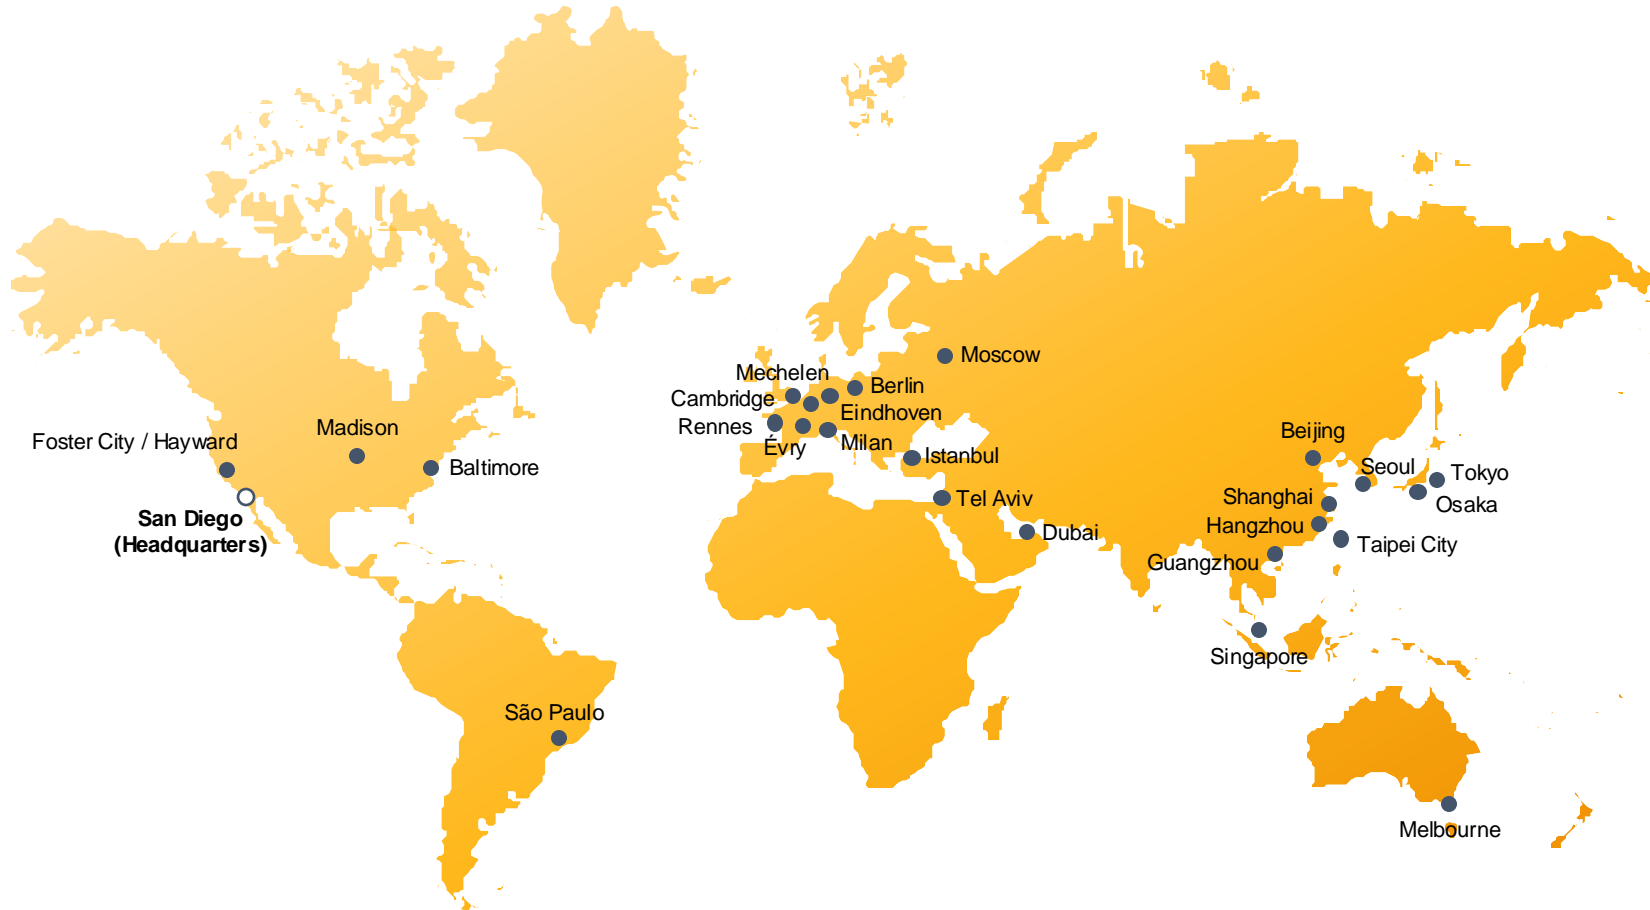 Moscow
Mechelen
Berlin
Cambridge
Eindhoven
Rennes
Évry
Milan
Istanbul
Madison
Foster City / Hayward
Baltimore
San Diego
(Headquarters)
Tel Aviv
Dubai
Beijing
Seoul
Tokyo
Shanghai
Osaka
Hangzhou
Taipei City
Guangzhou
Singapore
São Paulo
Melbourne